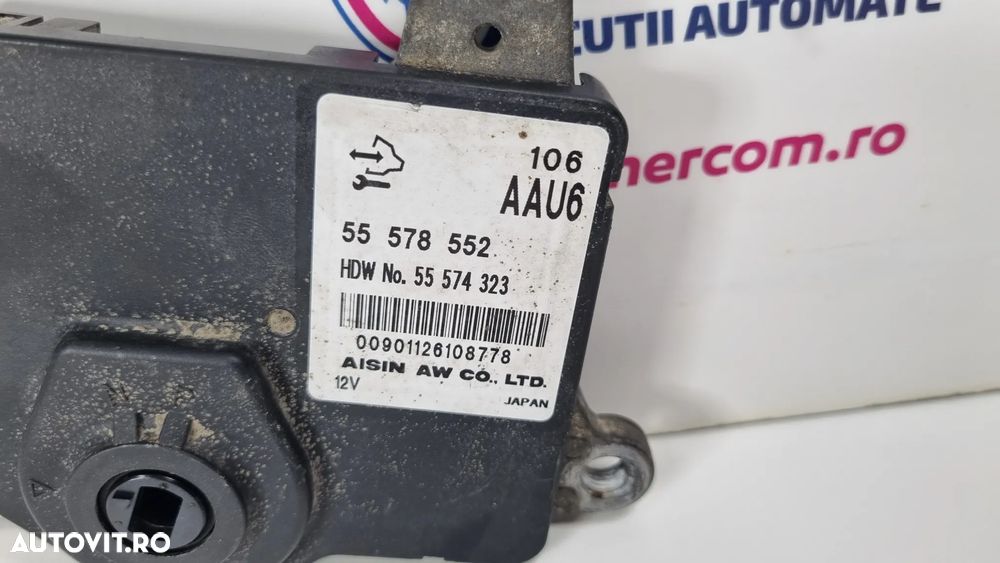 CUTII AUTOMATE
mercom.ro
106
AAU6
55 578 552
HDW No. 55 574 323
00901126108778
AISIN AW CO., LTD.
12V
JAPAN
AUTOVIT.RO